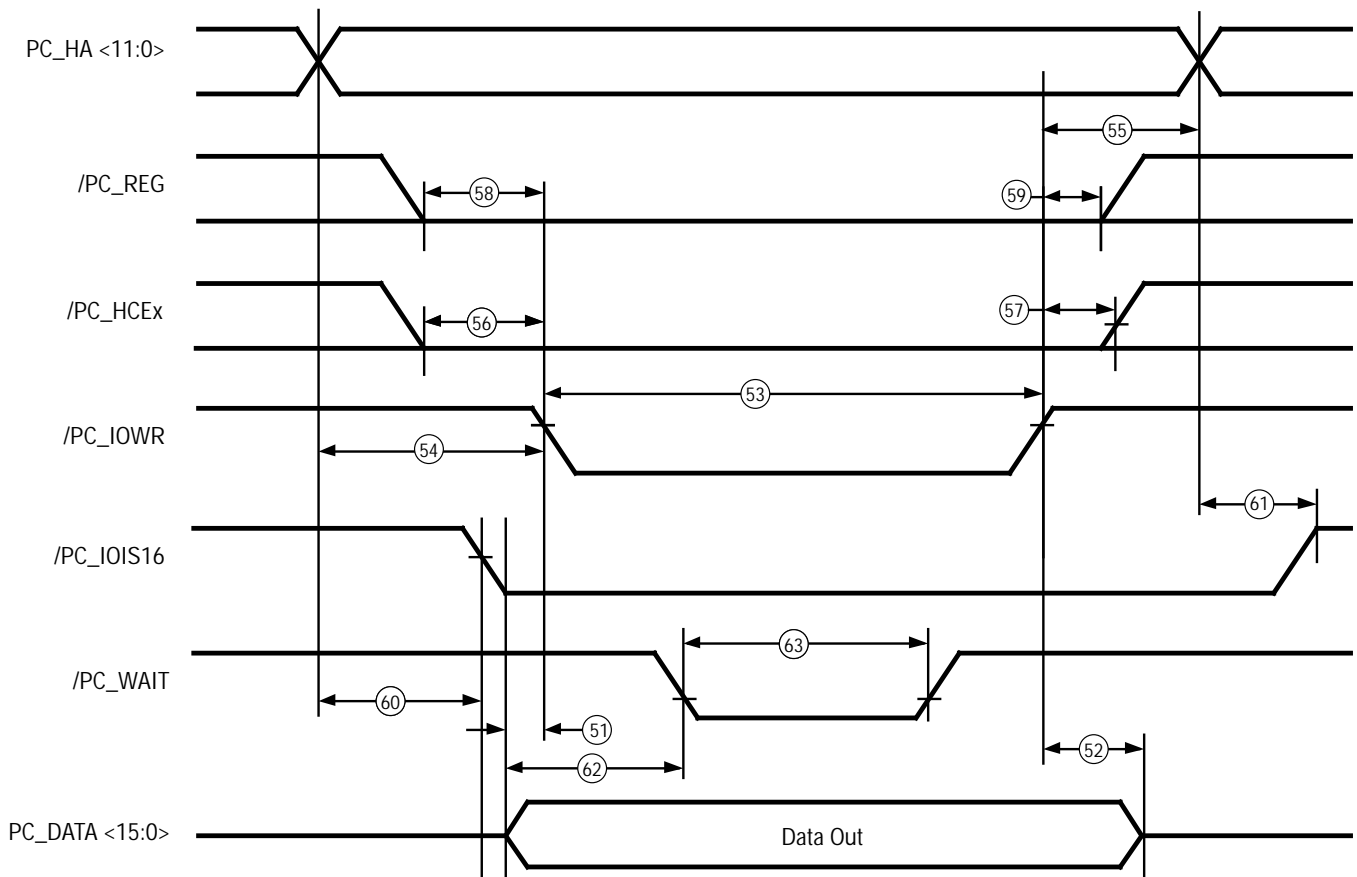 PC_HA <11:0>
55
/PC_REG
58
59
/PC_HCEx
56
57
53
/PC_IOWR
54
61
/PC_IOIS16
63
/PC_WAIT
60
51
52
62
PC_DATA <15:0>
Data Out